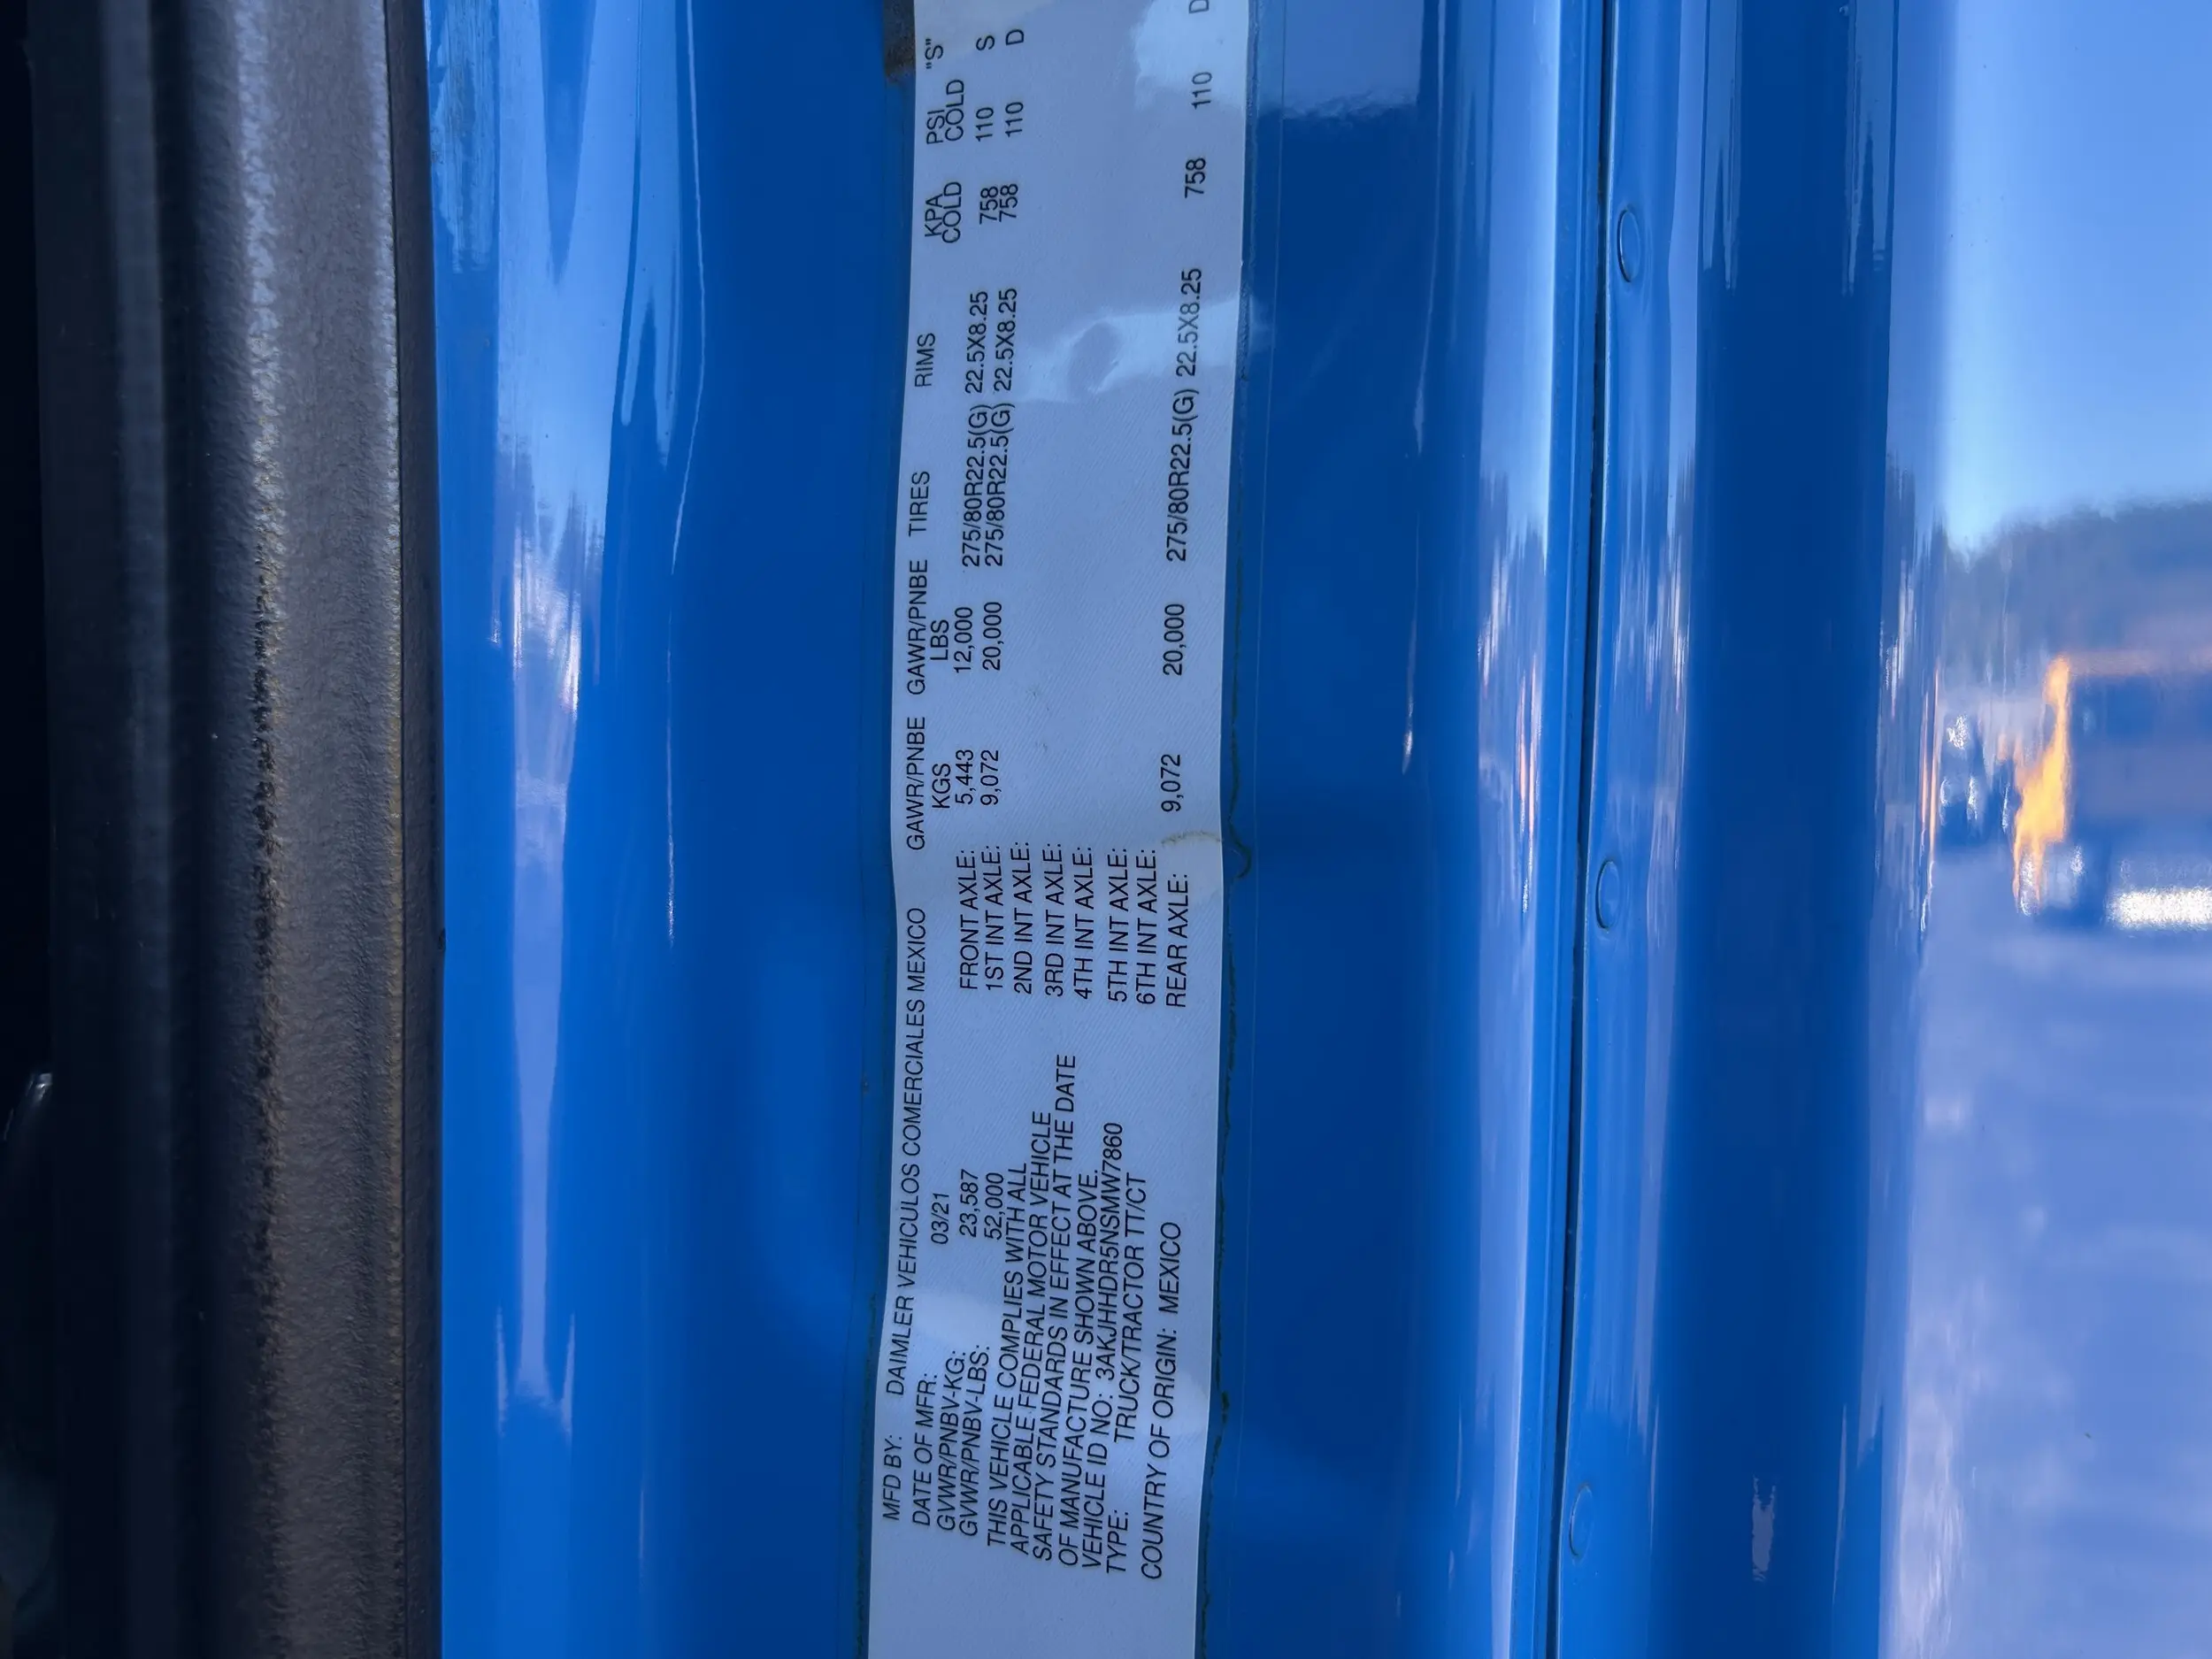 MFD BY: DAIMLER VEHICULOS COMERCIALES MEXICO
DATE OF MFR: 03/21
GVWR/PNBV-KG: 23,587
GVWR/PNBV-LBS: 52,000
THIS VEHICLE COMPLIES WITH ALL
APPLICABLE FEDERAL MOTOR VEHICLE
SAFETY STANDARDS IN EFFECT AT THE DATE
OF MANUFACTURE SHOWN ABOVE.
VEHICLE ID NO: 3AKJHHDR5NSMW7860
TYPE: TRUCK/TRACTOR TT/CT
COUNTRY OF ORIGIN: MEXICO
GAWR/PNBE GAWR/PNBE TIRES RIMS KPA PSI "S"
KGS LBS COLD COLD
FRONT AXLE: 5,443 12,000 275/80R22.5(G) 22.5X8.25 758 110 S
1ST INT AXLE: 9,072 20,000 275/80R22.5(G) 22.5X8.25 758 110 D
2ND INT AXLE:
3RD INT AXLE:
4TH INT AXLE:
5TH INT AXLE:
6TH INT AXLE:
REAR AXLE: 9,072 20,000 275/80R22.5(G) 22.5X8.25 758 110 D